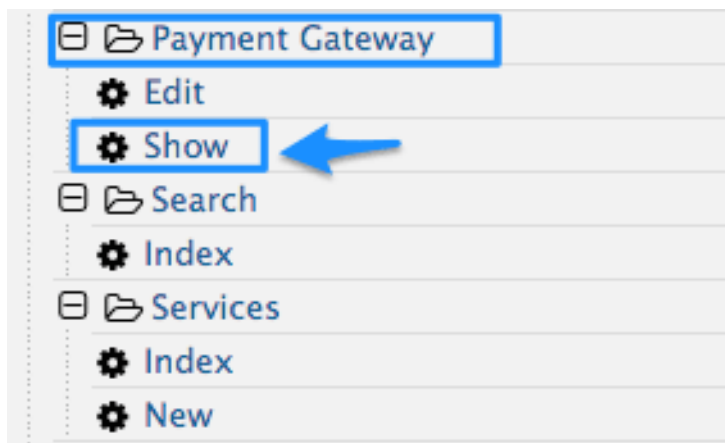 Payment Gateway
Edit
Show
Search
Index
Services
Index
New